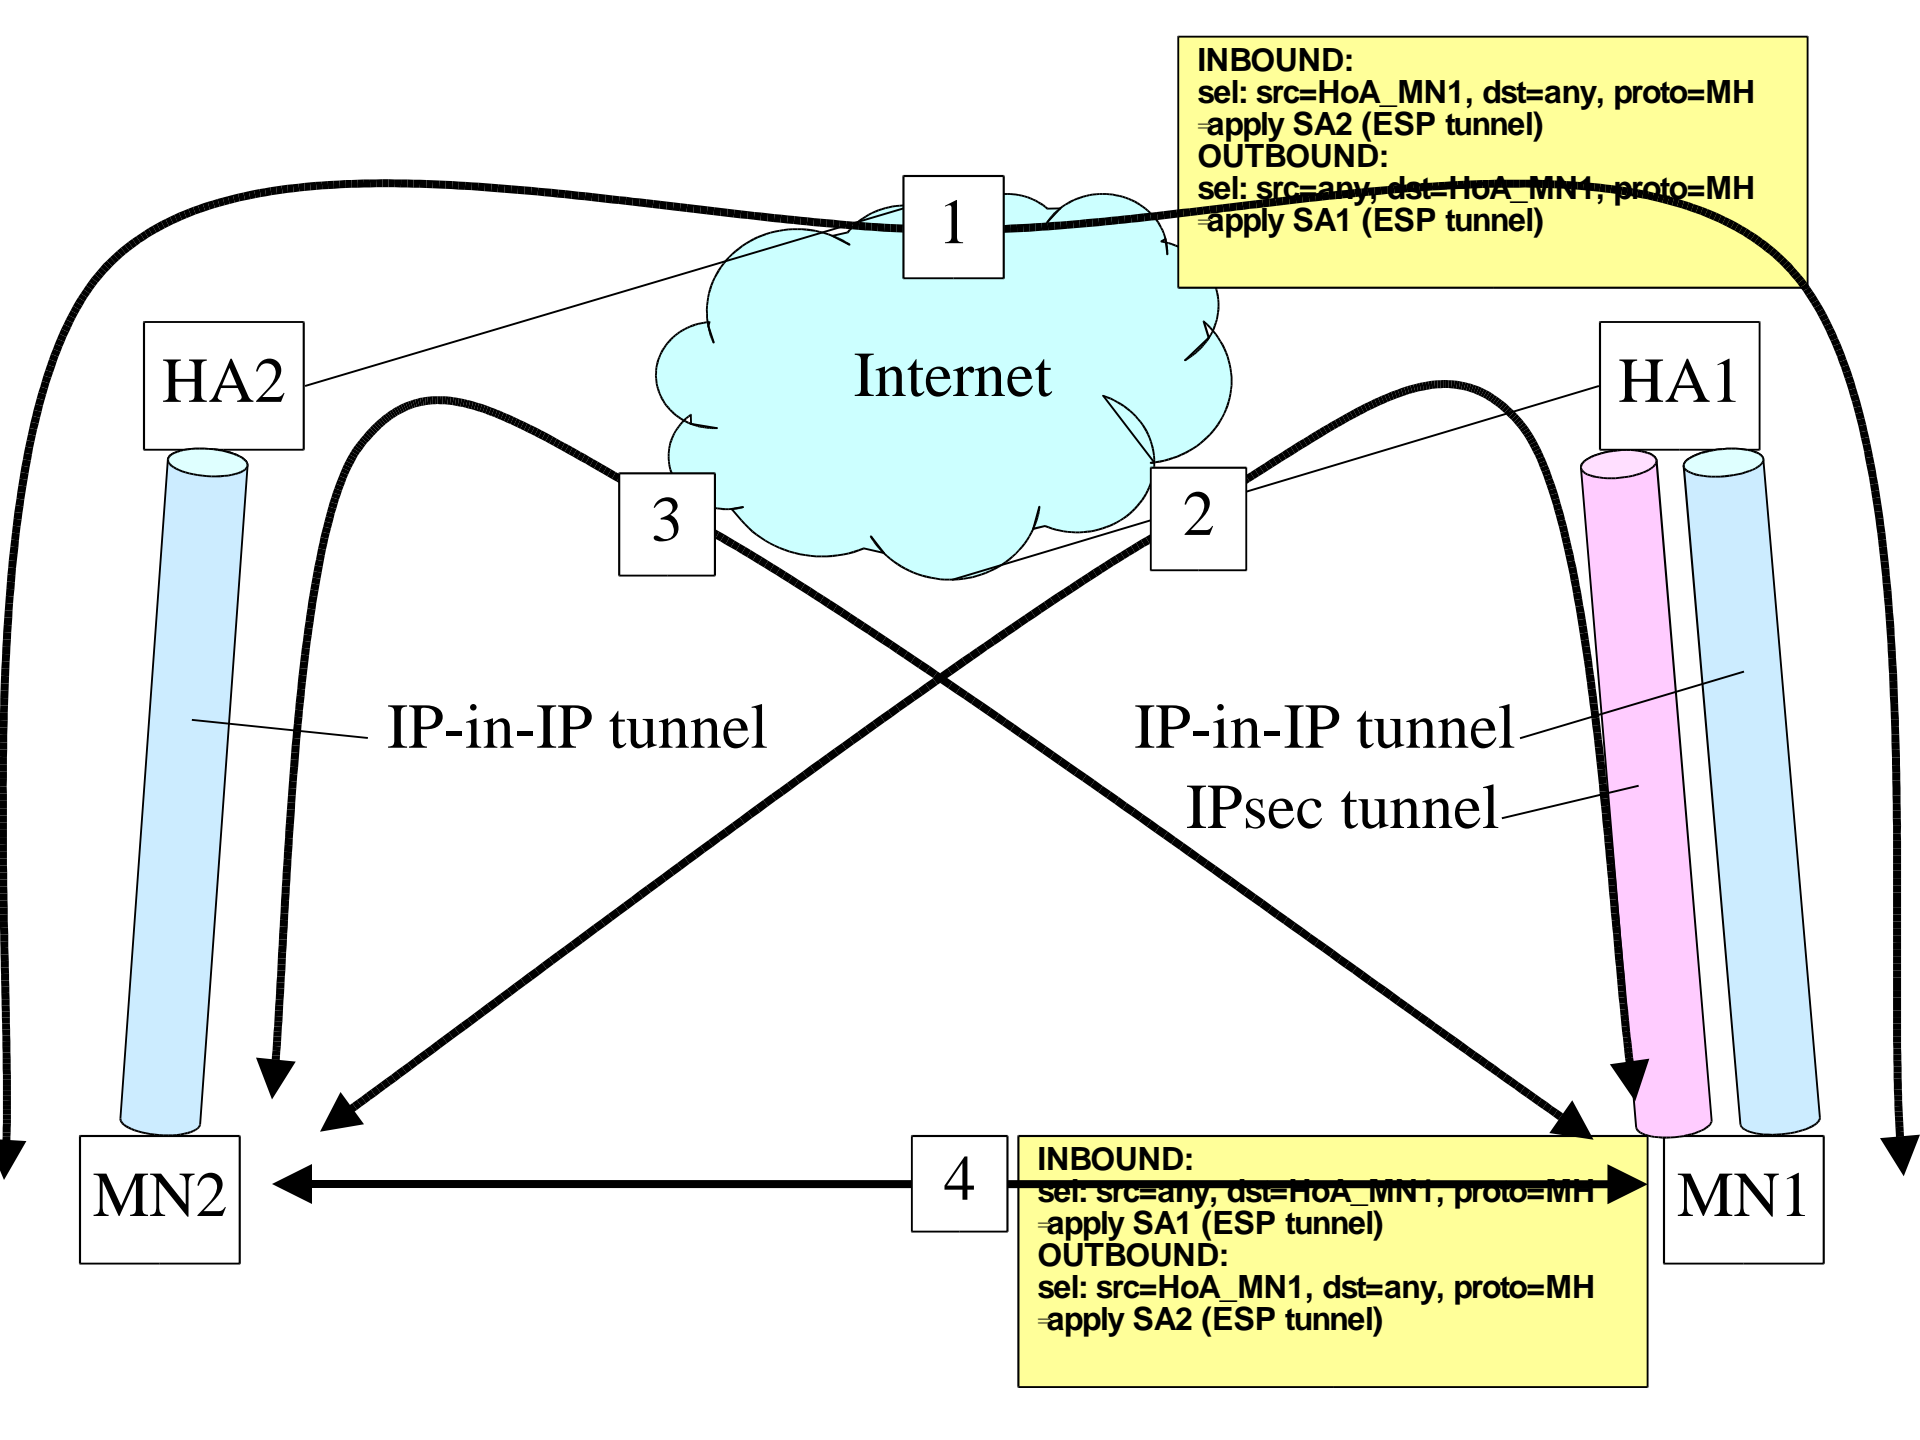 INBOUND:
sel: src=HoA_MN1, dst=any, proto=MH
=apply SA2 (ESP tunnel)
OUTBOUND:
sel: src=any, dst=HoA_MN1, proto=MH
=apply SA1 (ESP tunnel)
1
HA2
Internet
HA1
3
2
IP-in-IP tunnel
IP-in-IP tunnel
IPsec tunnel
MN2
4
INBOUND:
sel: src=any, dst=HoA_MN1, proto=MH
=apply SA1 (ESP tunnel)
OUTBOUND:
sel: src=HoA_MN1, dst=any, proto=MH
=apply SA2 (ESP tunnel)
MN1